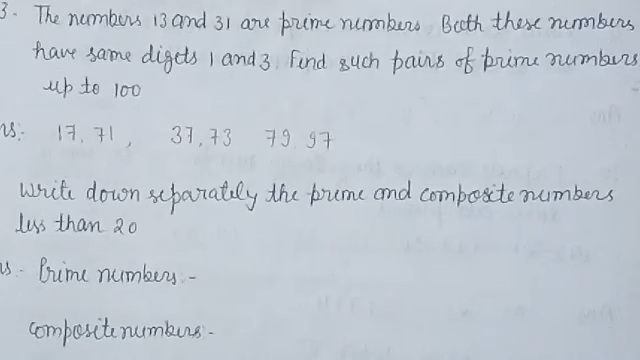 3. The numbers 13 and 31 are prime numbers. Both these numbers
have same digits 1 and 3. Find such pairs of prime numbers
up to 100
ns:- 17, 71, 37, 73 79, 97
Write down separately the prime and composite numbers
less than 20
ns:- Prime numbers:-
composite numbers:-